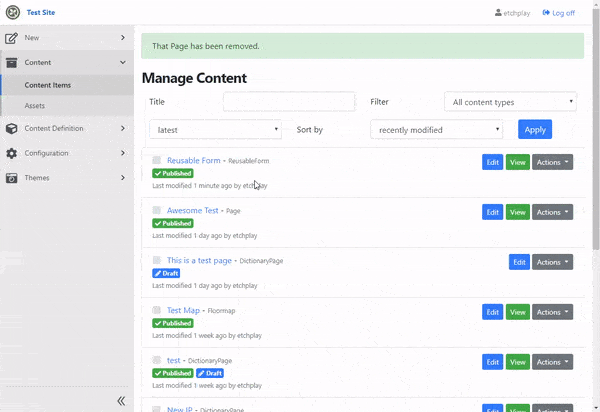 Test Site
etchplay
Log off
New
Content
Content Items
Assets
Content Definition
Configuration
Themes
That Page has been removed.
Manage Content
Title
Filter
All content types
latest
Sort by
recently modified
Apply
Reusable Form - ReusableForm
Published
Last modified 1 minute ago by etchplay
Edit View Actions
Awesome Test - Page
Published
Last modified 1 day ago by etchplay
Edit View Actions
This is a test page - DictionaryPage
Draft
Last modified 1 day ago by etchplay
Edit Actions
Test Map - Floormap
Published
Last modified 1 week ago by etchplay
Edit View Actions
test - DictionaryPage
Published Draft
Last modified 1 week ago by etchplay
Edit View Actions
New IP - DictionaryPage
Edit View Actions